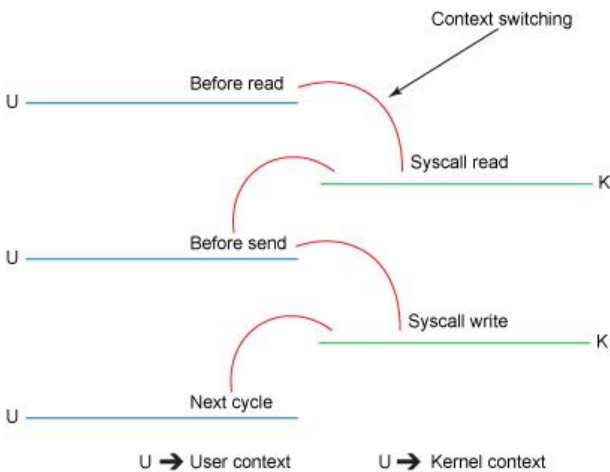 Context switching
Before read
U
Syscall read
K
Before send
U
Syscall write
K
Next cycle
U
U ➔ User context
U ➔ Kernel context